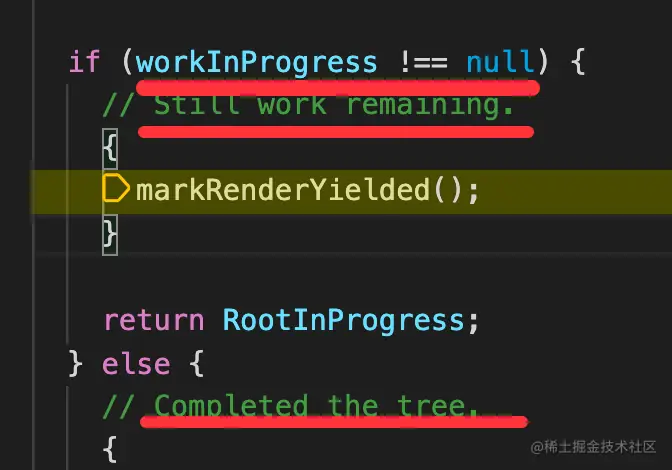 if (workInProgress !== null) {
// Still work remaining.
{
markRenderYielded();
}
return RootInProgress;
} else {
// Completed the tree.
{
@稀土掘金技术社区